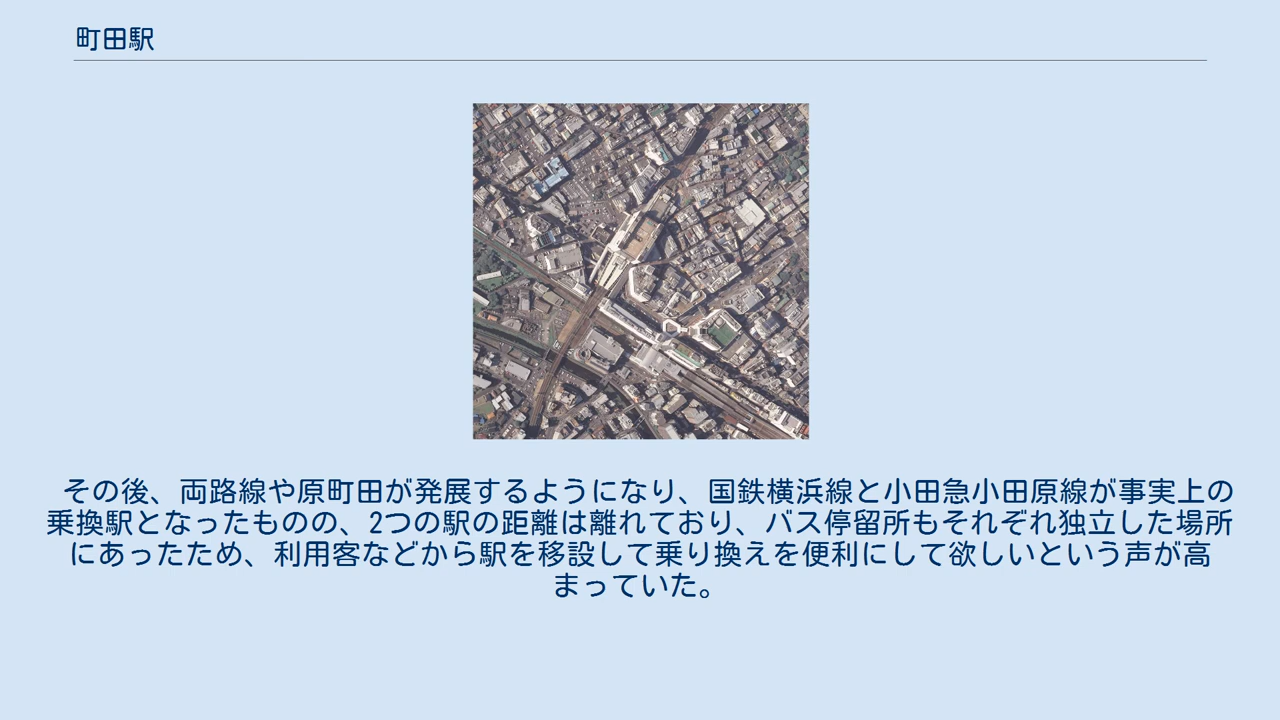 町田駅
その後、両路線や原町田が発展するようになり、国鉄横浜線と小田急小田原線が事実上の
乗換駅となったものの、2つの駅の距離は離れており、バス停留所もそれぞれ独立した場所
にあったため、利用客などから駅を移設して乗り換えを便利にして欲しいという声が高
まっていた。